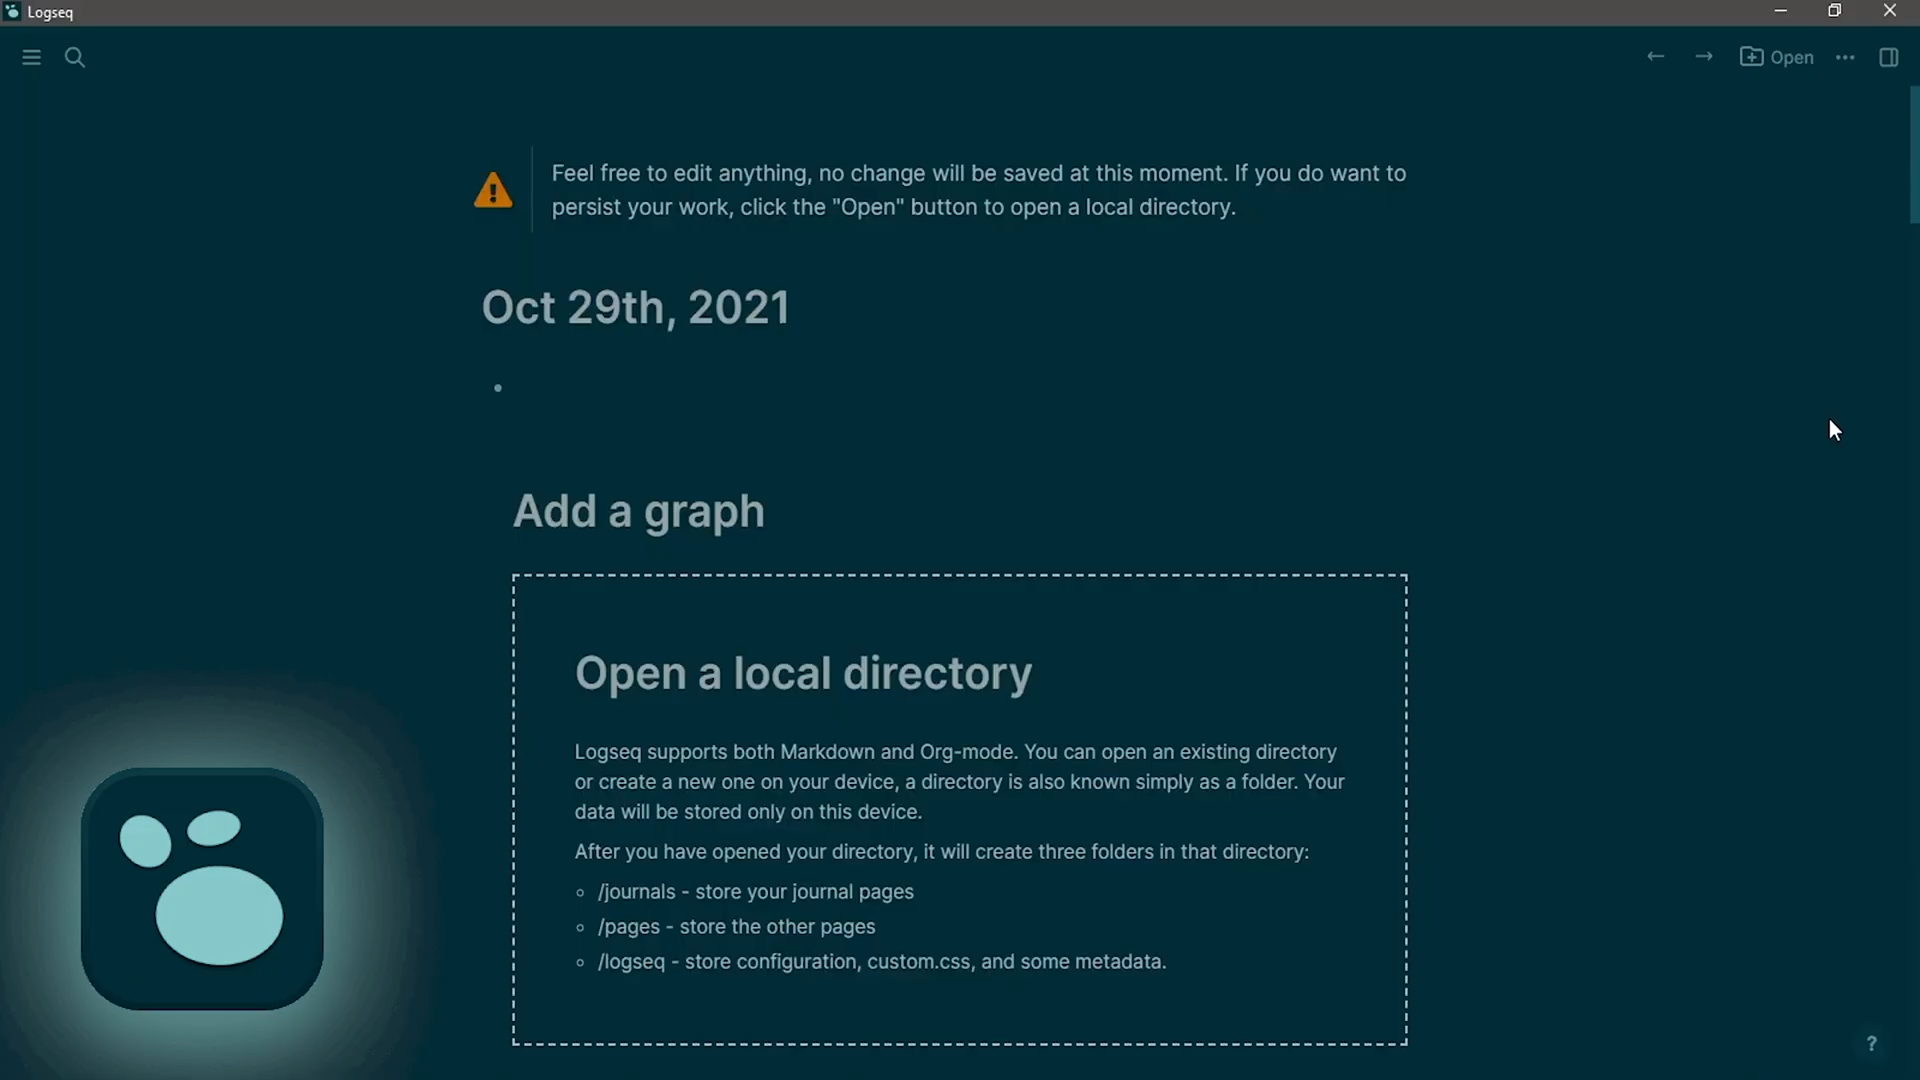 Logseq
Open
Feel free to edit anything, no change will be saved at this moment. If you do want to
persist your work, click the "Open" button to open a local directory.
Oct 29th, 2021
Add a graph
Open a local directory
Logseq supports both Markdown and Org-mode. You can open an existing directory
or create a new one on your device, a directory is also known simply as a folder. Your
data will be stored only on this device.
After you have opened your directory, it will create three folders in that directory:
/journals - store your journal pages
/pages - store the other pages
/logseq - store configuration, custom.css, and some metadata.
?